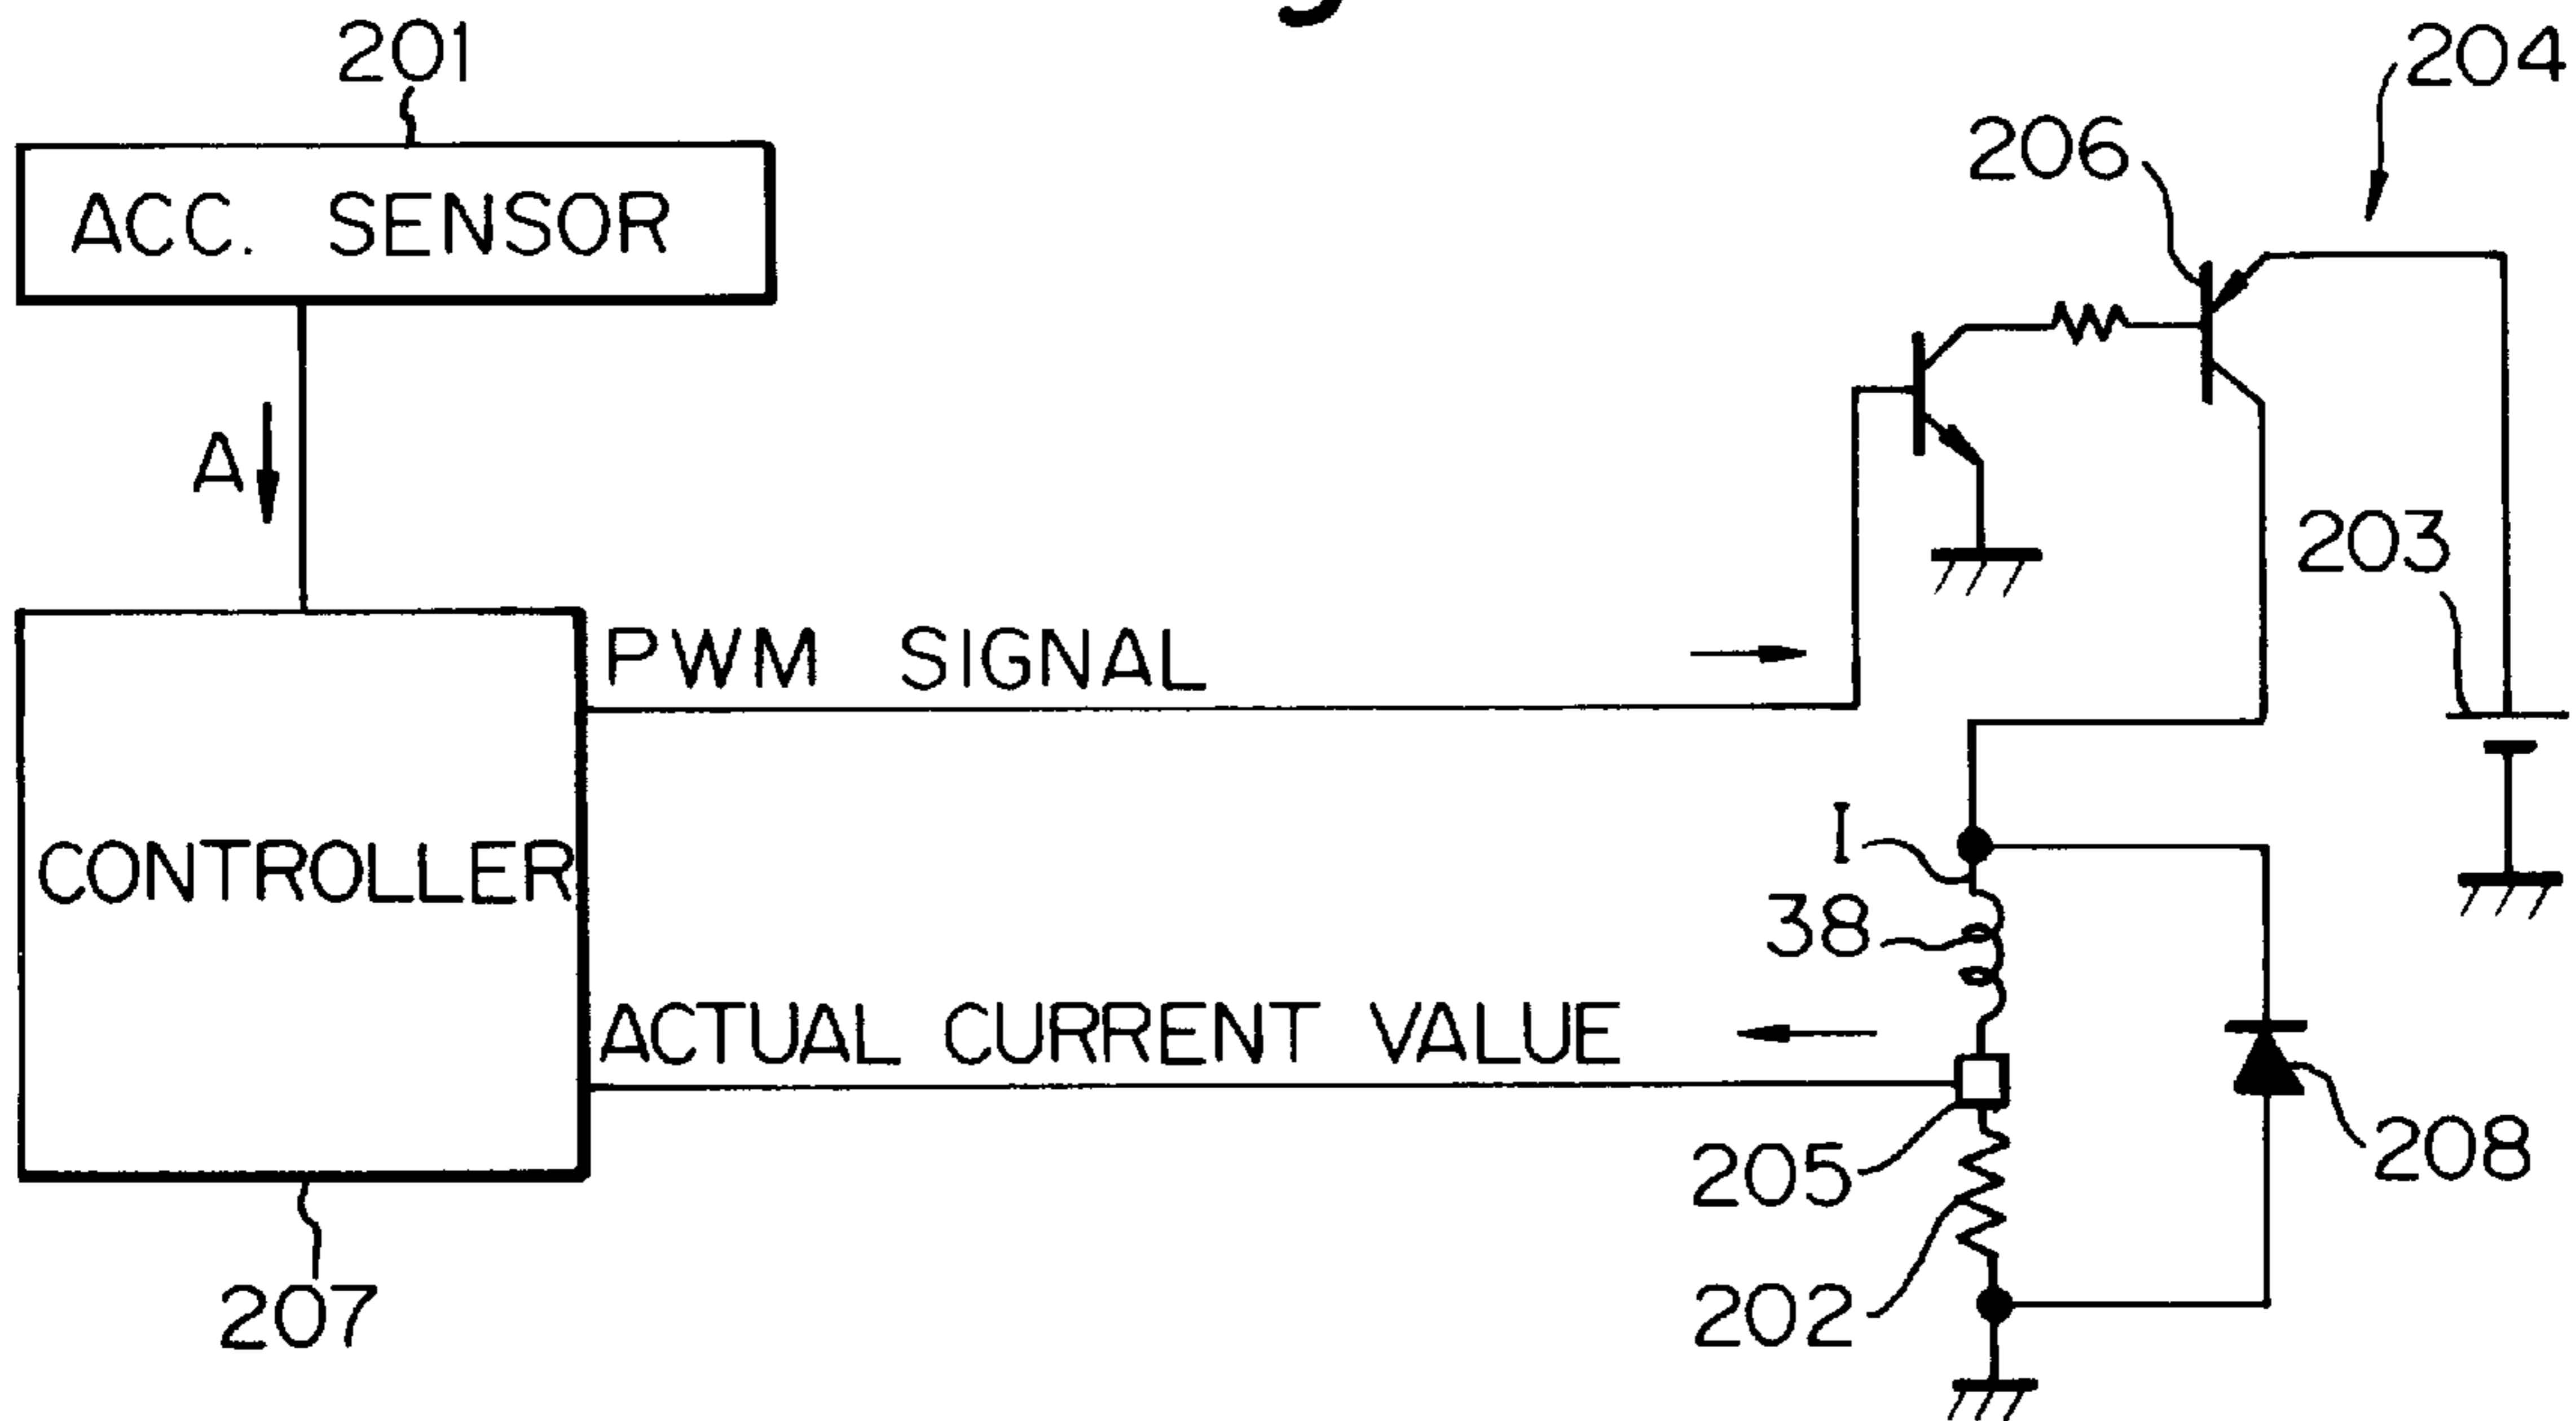 201
204
206
ACC. SENSOR
A
203
PWM SIGNAL
I
CONTROLLER
38
ACTUAL CURRENT VALUE
205
208
202
207